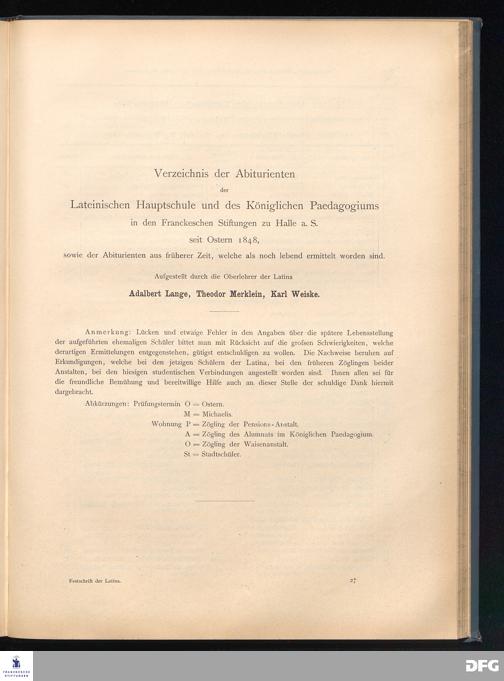 Verzeichnis der Abiturienten
der
Lateinischen Hauptschule und des Königlichen Paedagogiums
in den Franckeschen Stiftungen zu Halle a. S.
seit Ostern 1848,
sowie der Abiturienten aus früherer Zeit, welche als noch lebend ermittelt worden sind.
Aufgestellt durch die Oberlehrer der Latina
Adalbert Lange, Theodor Merklein, Karl Weiske.
Anmerkung: Lücken und etwaige Fehler in den Angaben über die spätere Lebensstellung
der aufgeführten ehemaligen Schüler bittet man mit Rücksicht auf die großen Schwierigkeiten, welche
derartigen Ermittelungen entgegenstehen, gütigst entschuldigen zu wollen. Die Nachweise beruhen auf
Erkundigungen, welche bei den jetzigen Schülern der Latina, bei den früheren Zöglingen beider
Anstalten, bei den hiesigen studentischen Verbindungen angestellt worden sind. Ihnen allen sei für
die freundliche Bemühung und bereitwillige Hilfe auch an dieser Stelle der schuldige Dank hiermit
dargebracht.
Abkürzungen: Prüfungstermin O = Ostern.
M = Michaelis.
Wohnung P = Zögling der Pensions-Anstalt.
A = Zögling des Alumnats im Königlichen Paedagogium.
O = Zögling der Waisenanstalt.
St = Stadtschüler.
Festschrift der Latina. 27
FRANCKESCHE
STIFTUNGEN
DFG